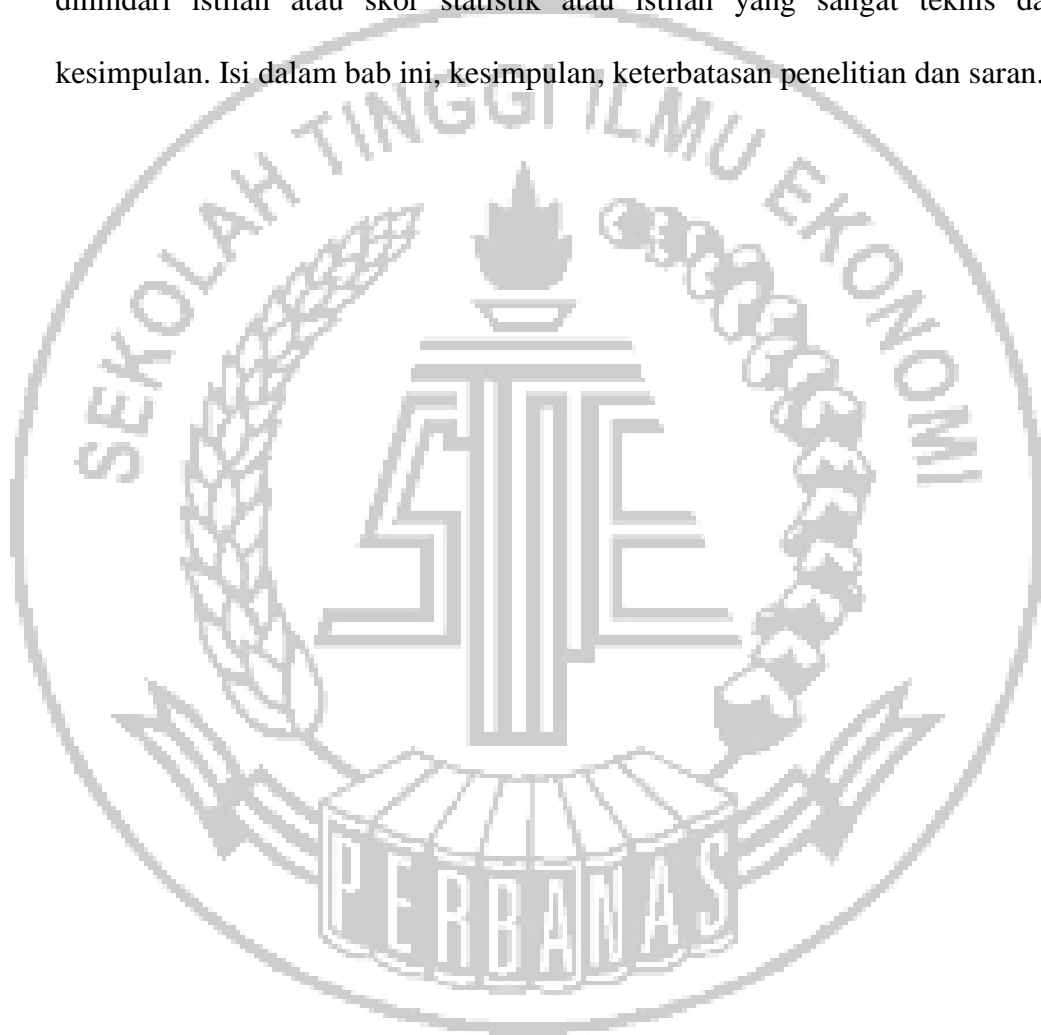 dihindari istilah atau skor statistik atau istilah yang sangat teknis
kesimpulan. Isi dalam bab ini, kesimpulan, keterbatasan penelitian dan saran.
SEKOLAH TINGGI ILMU EKONOMI
STIE
PERBANAS